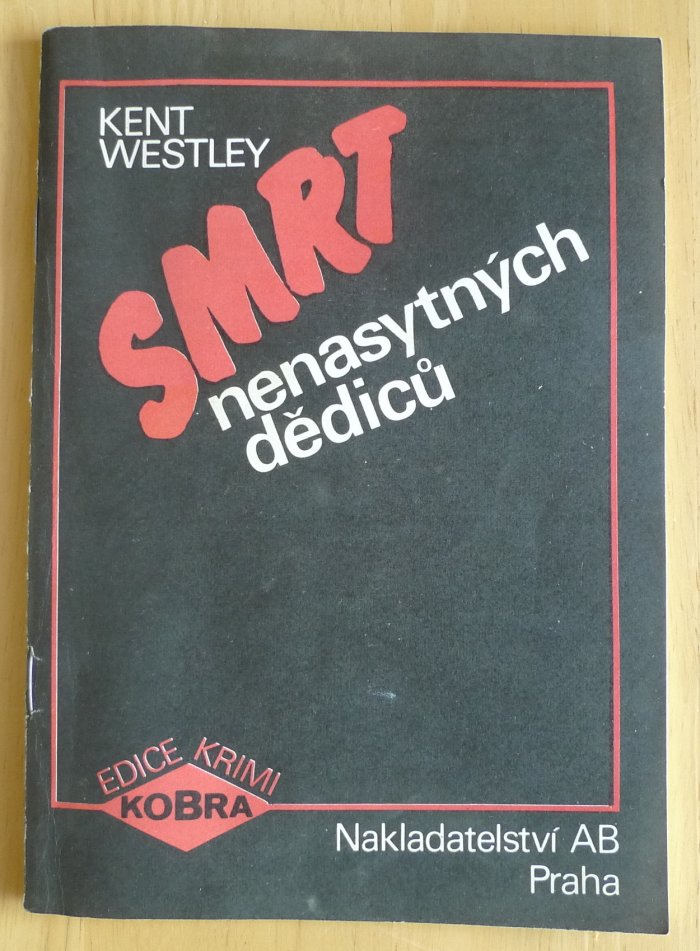 KENT
WESTLEY
SMRT
nenasytných
dědiců
EDICE KRIMI
KOBRA
Nakladatelství AB
Praha